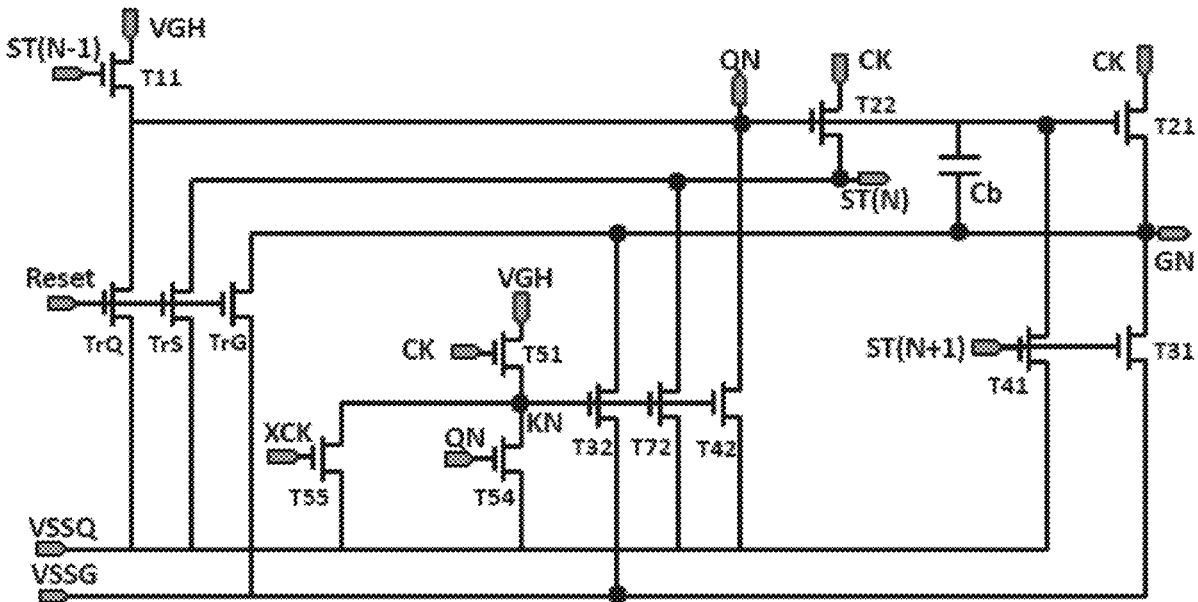 VGH
ST(N-1)
T11
QN
CK
T22
CK
T21
ST(N)
Cb
GN
Reset
TrQ
TrS
TrG
VGH
CK
T51
ST(N+1)
T41
T31
KN
XCK
T55
QN
T54
T32
T72
T42
VSSQ
VSSG